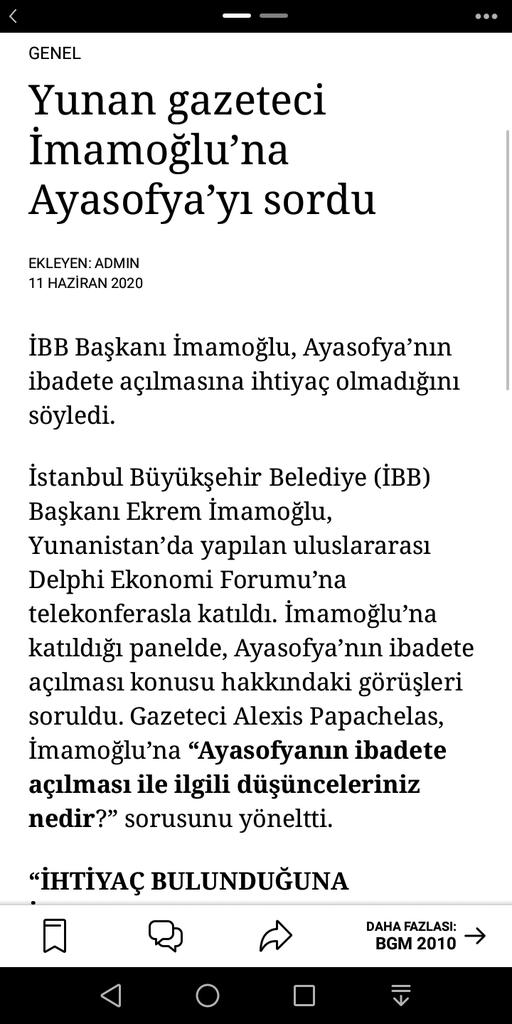 GENEL
Yunan gazeteci
İmamoğlu’na
Ayasofya’yı sordu
EKLEYEN: ADMIN
11 HAZİRAN 2020
İBB Başkanı İmamoğlu, Ayasofya’nın
ibadete açılmasına ihtiyaç olmadığını
söyledi.
İstanbul Büyükşehir Belediye (İBB)
Başkanı Ekrem İmamoğlu,
Yunanistan’da yapılan uluslararası
Delphi Ekonomi Forumu’na
telekonferasla katıldı. İmamoğlu’na
katıldığı panelde, Ayasofya’nın ibadete
açılması konusu hakkındaki görüşleri
soruldu. Gazeteci Alexis Papachelas,
İmamoğlu’na “Ayasofyanın ibadete
açılması ile ilgili düşünceleriniz
nedir?” sorusunu yöneltti.
“İHTİYAÇ BULUNDUĞUNA
DAHA FAZLASI:
BGM 2010